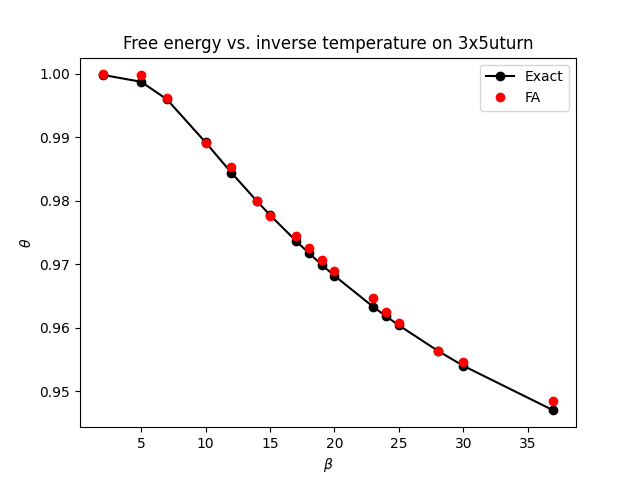 Free energy vs. inverse temperature on 3x5uturn
Exact
FA
1.00
0.99
0.98
0.97
0.96
0.95
θ
5 10 15 20 25 30 35
β